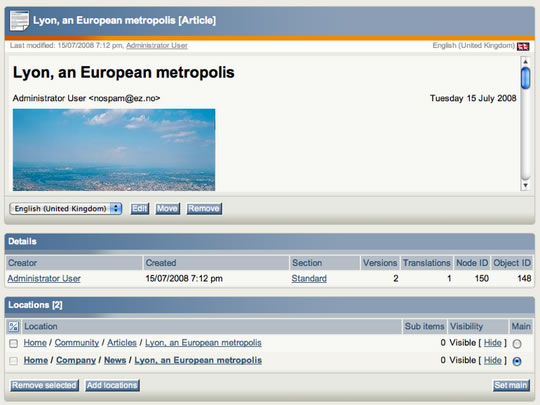 Lyon, an European metropolis [Article]
Last modified: 15/07/2008 7:12 pm, Administrator User English (United Kingdom)
Lyon, an European metropolis
Administrator User <nospam@ez.no> Tuesday 15 July 2008
English (United Kingdom) Edit Move Remove
Details
Creator Created Section Versions Translations Node ID Object ID
Administrator User 15/07/2008 7:12 pm Standard 2 1 150 148
Locations [2]
Location Sub items Visibility Main
Home / Community / Articles / Lyon, an European metropolis 0 Visible [ Hide ]
Home / Company / News / Lyon, an European metropolis 0 Visible [ Hide ]
Remove selected Add locations Set main